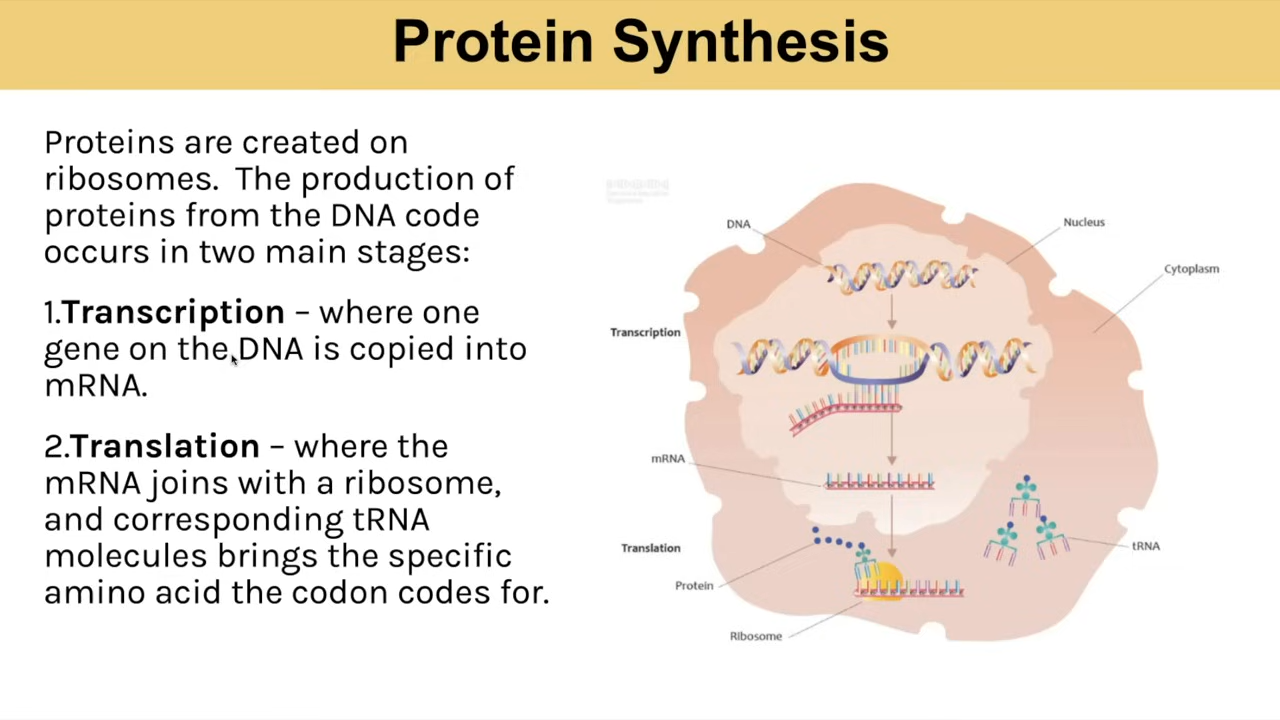 Protein Synthesis
Proteins are created on
ribosomes.  The production of
proteins from the DNA code
occurs in two main stages:
1.Transcription – where one
gene on the DNA is copied into
mRNA.
2.Translation – where the
mRNA joins with a ribosome,
and corresponding tRNA
molecules brings the specific
amino acid the codon codes for.
DNA
Nucleus
Cytoplasm
Transcription
mRNA
Translation
tRNA
Protein
Ribosome